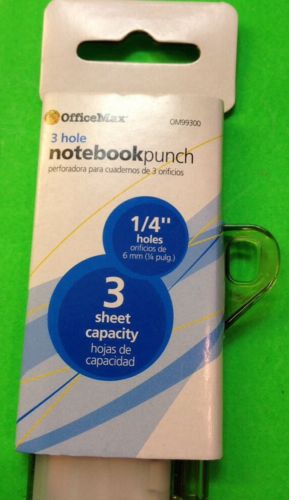 OfficeMax®
OM99300
3 hole
notebookpunch
perforadora para cuadernos de 3 orificios
1/4"
holes
orificios de
6 mm (¼ pulg.)
3
sheet
capacity
hojas de
capacidad